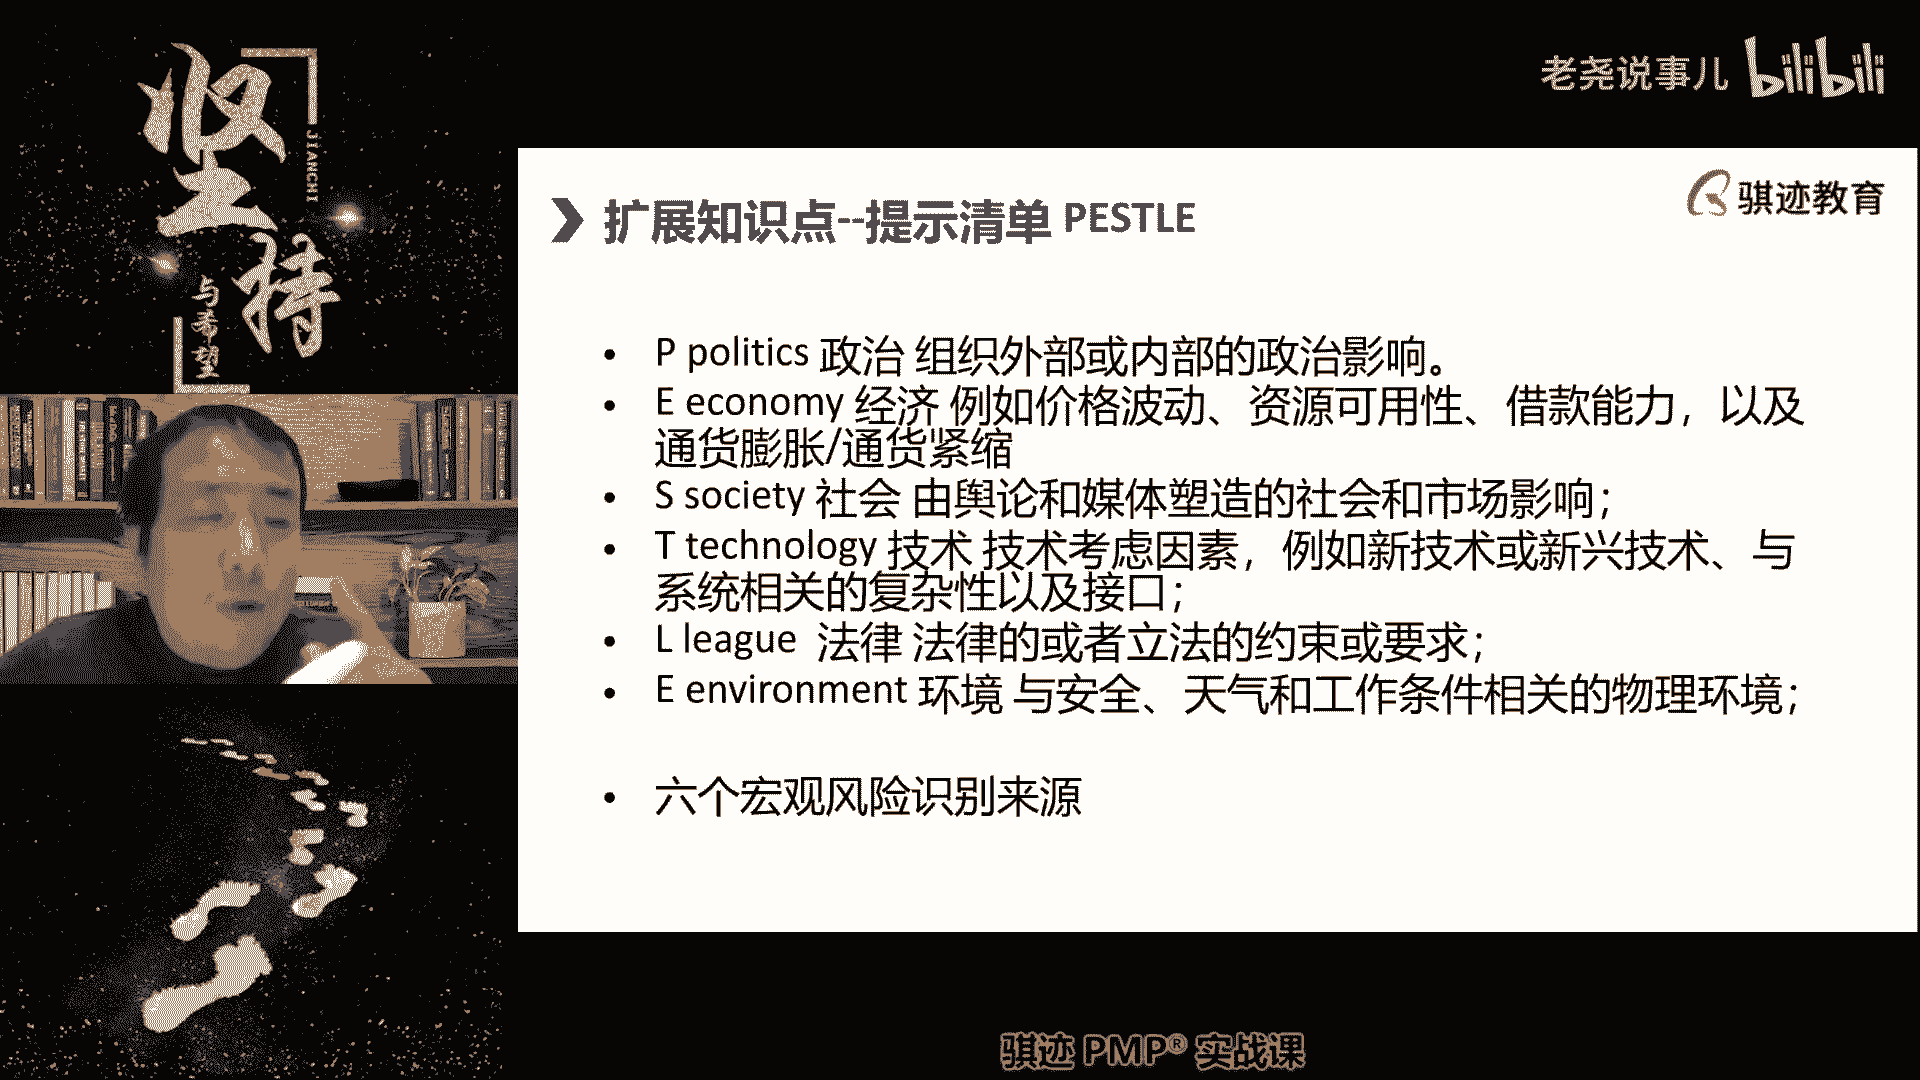 坚持
JIANCHI
与希望
老尧说事儿 bilibili
骐迹教育
扩展知识点--提示清单 PESTLE
• P politics 政治 组织外部或内部的政治影响。
• E economy 经济 例如价格波动、资源可用性、借款能力，以及
通货膨胀/通货紧缩
• S society 社会 由舆论和媒体塑造的社会和市场影响；
• T technology 技术 技术考虑因素，例如新技术或新兴技术、与
系统相关的复杂性以及接口；
• L league 法律 法律的或者立法的约束或要求；
• E environment 环境 与安全、天气和工作条件相关的物理环境；
• 六个宏观风险识别来源
骐迹 PMP® 实战课